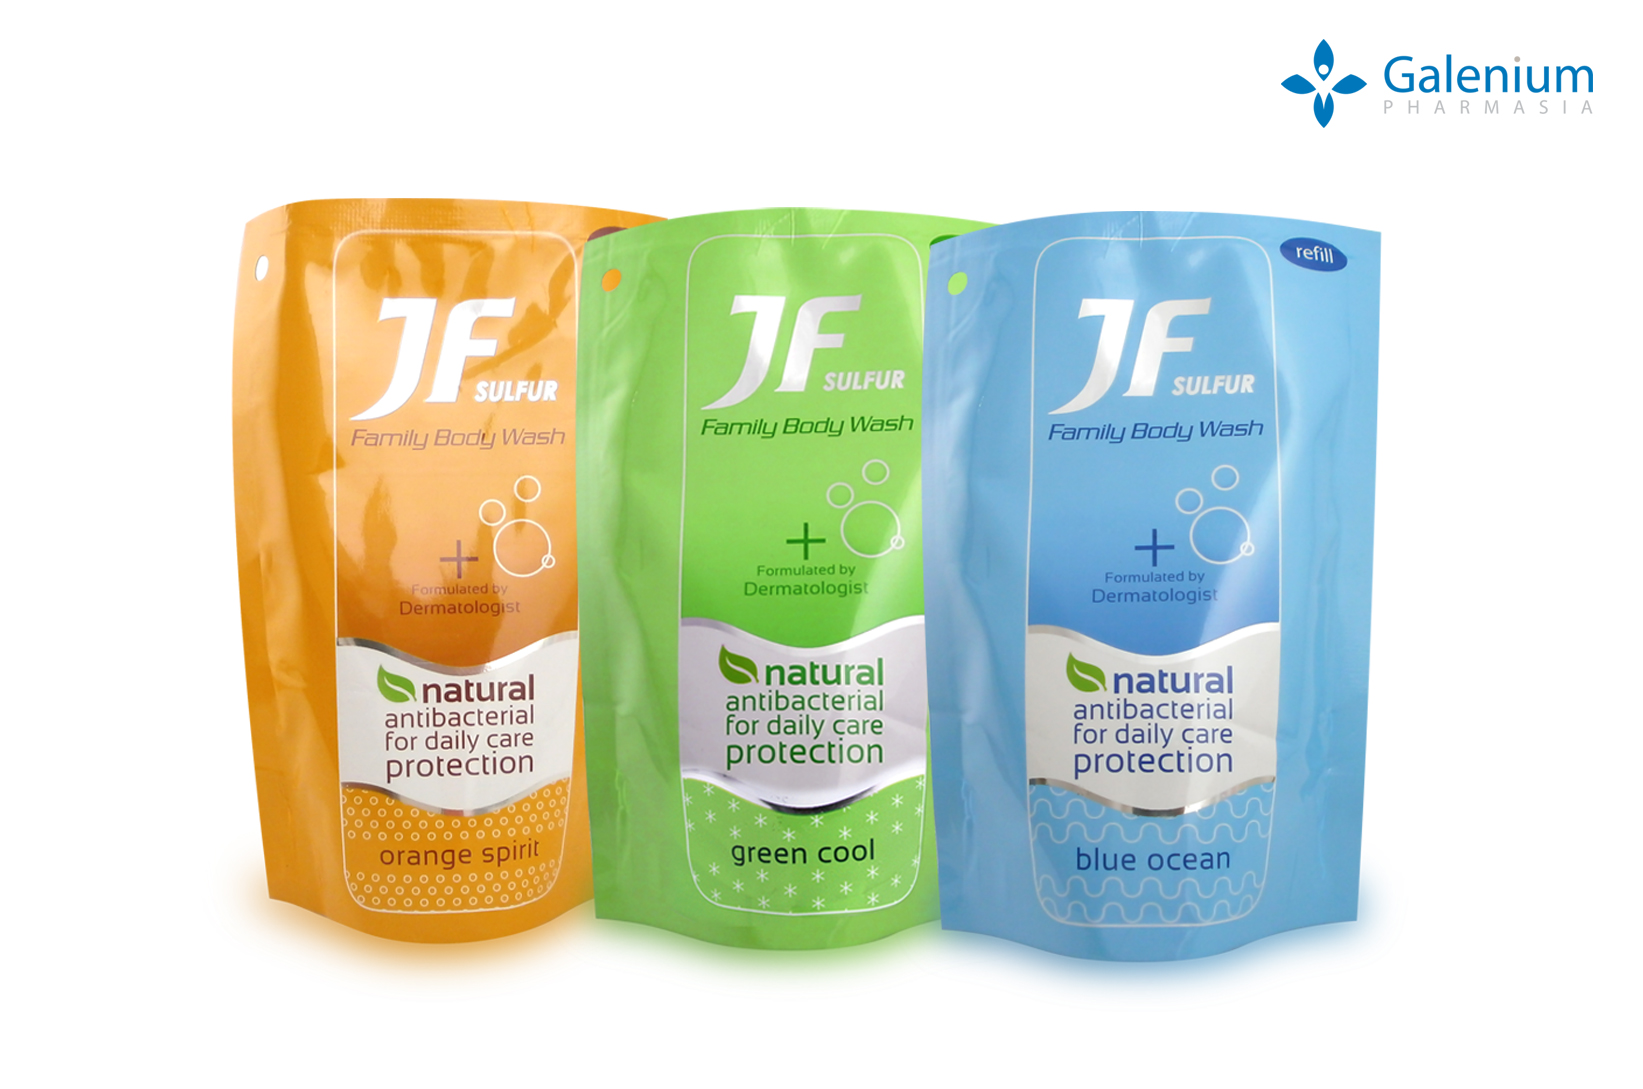 Galenium
PHARMASIA
JF
SULFUR
Family Body Wash
Formulated by
Dermatologist
natural
antibacterial
for daily care
protection
orange spirit
JF
SULFUR
Family Body Wash
Formulated by
Dermatologist
natural
antibacterial
for daily care
protection
green cool
refill
JF
SULFUR
Family Body Wash
Formulated by
Dermatologist
natural
antibacterial
for daily care
protection
blue ocean